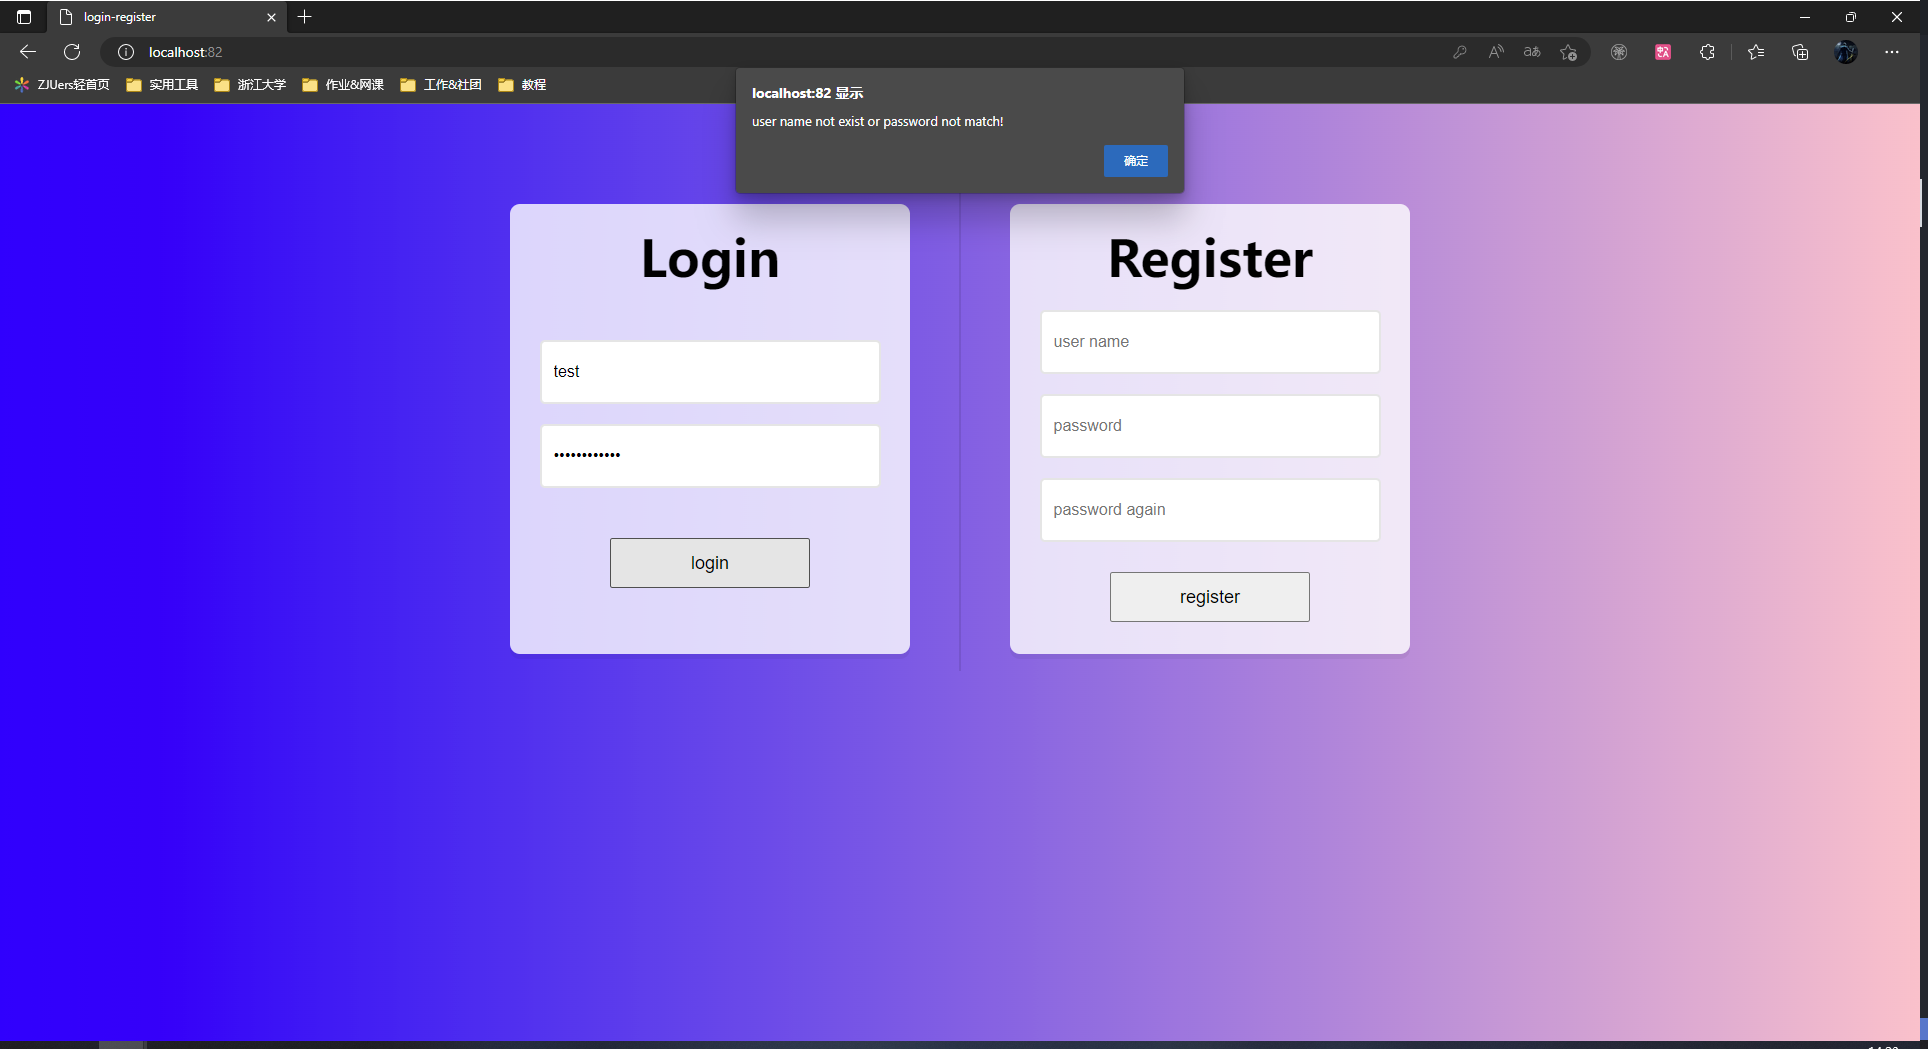 login-register
localhost:82
ZJUers轻首页 实用工具 浙江大学 作业&网课 工作&社团 教程
localhost:82 显示
user name not exist or password not match!
确定
Login
test
••••••••••••
login
Register
user name
password
password again
register